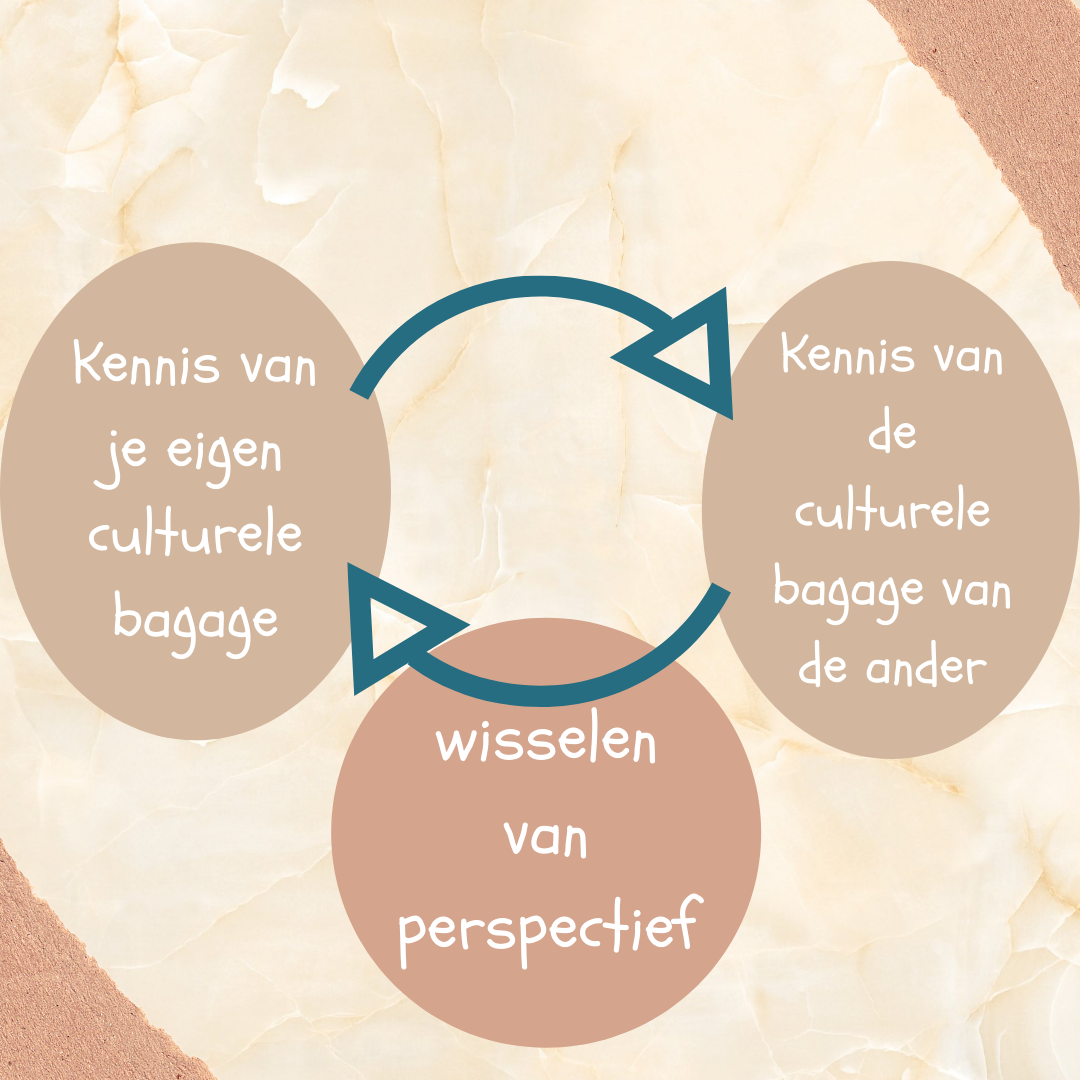 Kennis van
je eigen
culturele
bagage
Kennis van
de
culturele
bagage van
de ander
wisselen
van
perspectief